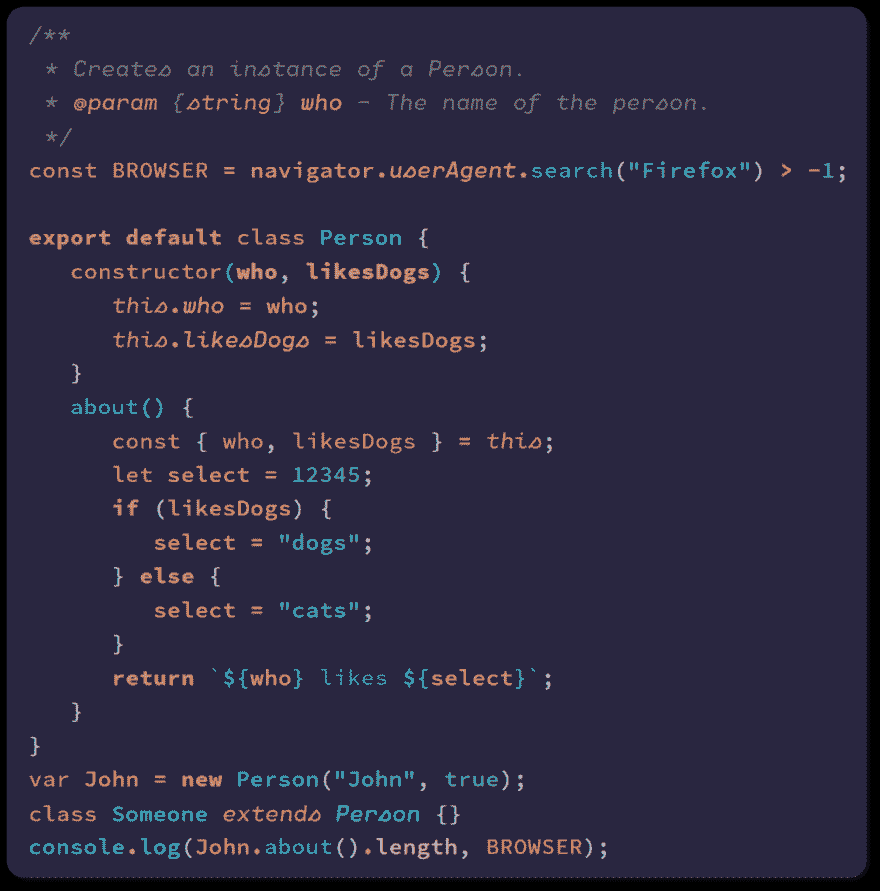 /**
 * Creates an instance of a Person.
 * @param {string} who - The name of the person.
 */
const BROWSER = navigator.userAgent.search("Firefox") > -1;

export default class Person {
   constructor(who, likesDogs) {
      this.who = who;
      this.likesDogs = likesDogs;
   }
   about() {
      const { who, likesDogs } = this;
      let select = 12345;
      if (likesDogs) {
         select = "dogs";
      } else {
         select = "cats";
      }
      return `${who} likes ${select}`;
   }
}
var John = new Person("John", true);
class Someone extends Person {}
console.log(John.about().length, BROWSER);